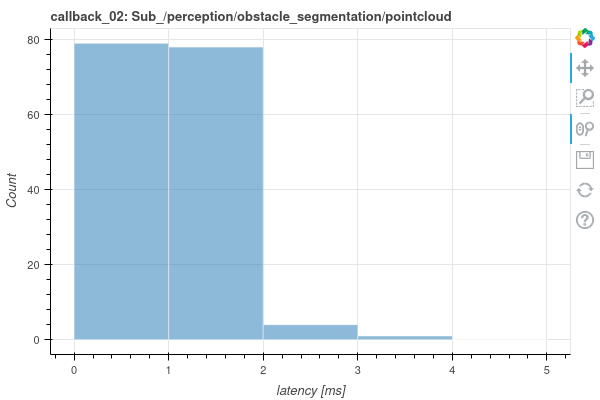 callback_02: Sub_/perception/obstacle_segmentation/pointcloud
80
60
40
20
0
Count
0 1 2 3 4 5
latency [ms]